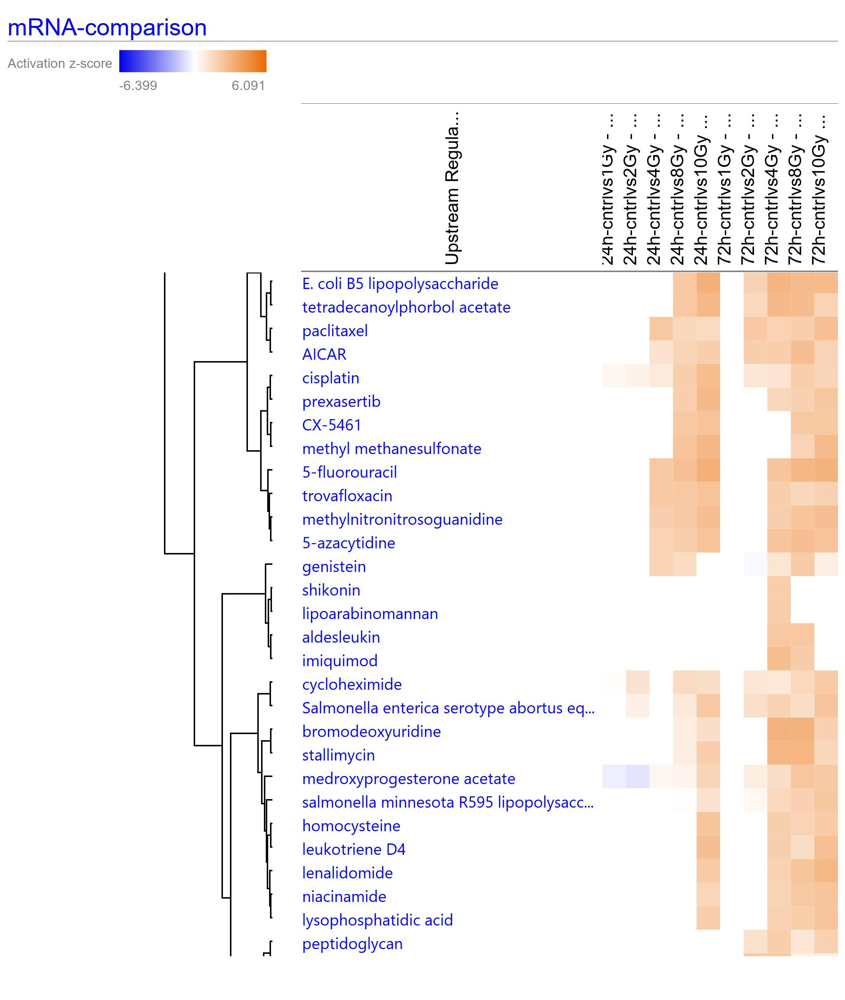 mRNA-comparison
Activation z-score
-6.399 6.091
Upstream Regula...
24h-cntrlvs1Gy - ...
24h-cntrlvs2Gy - ...
24h-cntrlvs4Gy - ...
24h-cntrlvs8Gy - ...
24h-cntrlvs10Gy ...
72h-cntrlvs1Gy - ...
72h-cntrlvs2Gy - ...
72h-cntrlvs4Gy - ...
72h-cntrlvs8Gy - ...
72h-cntrlvs10Gy ...
E. coli B5 lipopolysaccharide
tetradecanoylphorbol acetate
paclitaxel
AICAR
cisplatin
prexasertib
CX-5461
methyl methanesulfonate
5-fluorouracil
trovafloxacin
methylnitronitrosoguanidine
5-azacytidine
genistein
shikonin
lipoarabinomannan
aldesleukin
imiquimod
cycloheximide
Salmonella enterica serotype abortus eq...
bromodeoxyuridine
stallimycin
medroxyprogesterone acetate
salmonella minnesota R595 lipopolysacc...
homocysteine
leukotriene D4
lenalidomide
niacinamide
lysophosphatidic acid
peptidoglycan